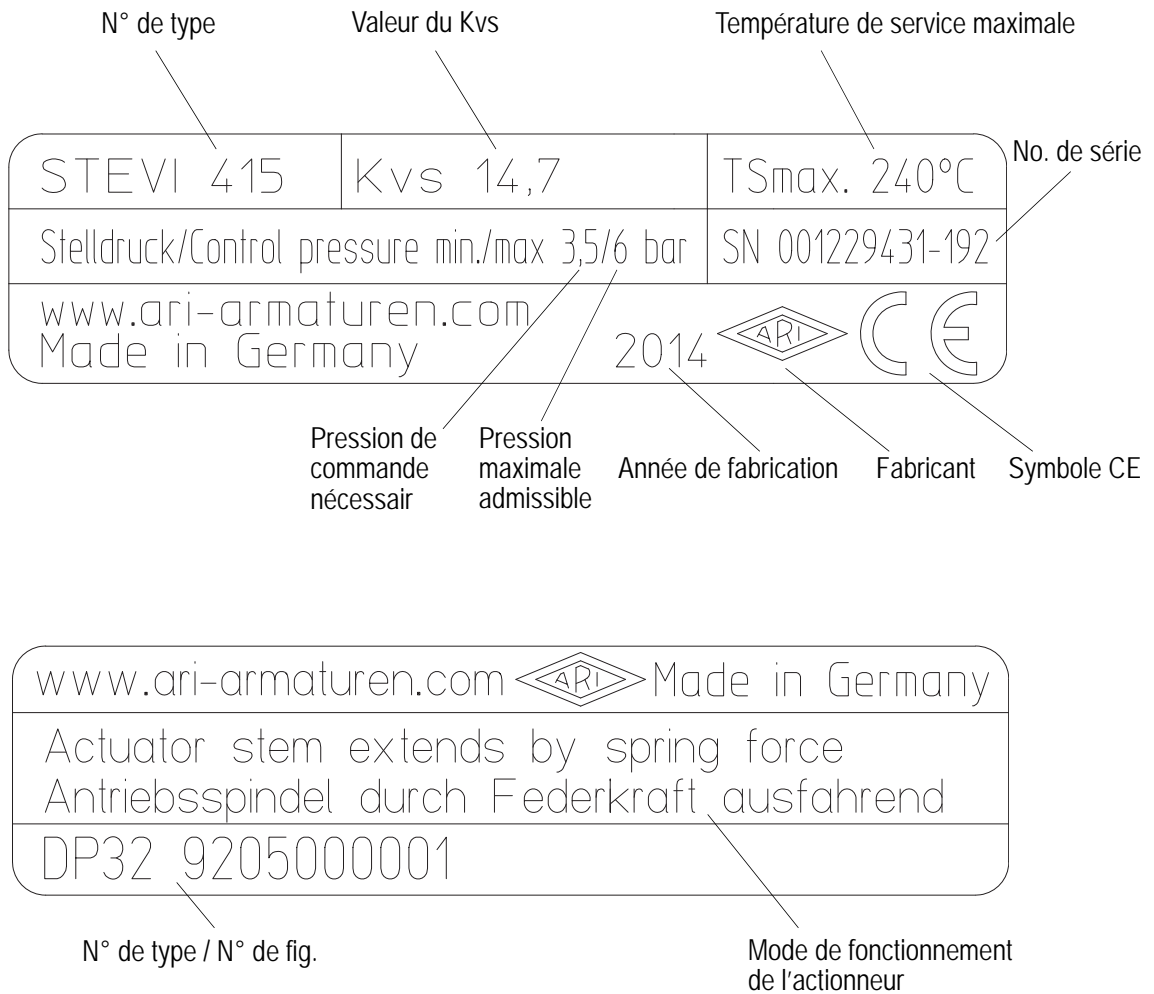 N° de type
Valeur du Kvs
Température de service maximale
No. de série
STEVI 415
Kvs 14,7
TSmax. 240°C
Stelldruck/Control pressure min./max 3,5/6 bar
SN 001229431-192
www.ari-armaturen.com
Made in Germany
2014
ARI
CE
Pression de
commande
nécessair
Pression
maximale
admissible
Année de fabrication
Fabricant
Symbole CE
www.ari-armaturen.com ARI Made in Germany
Actuator stem extends by spring force
Antriebsspindel durch Federkraft ausfahrend
DP32 9205000001
N° de type / N° de fig.
Mode de fonctionnement
de l'actionneur